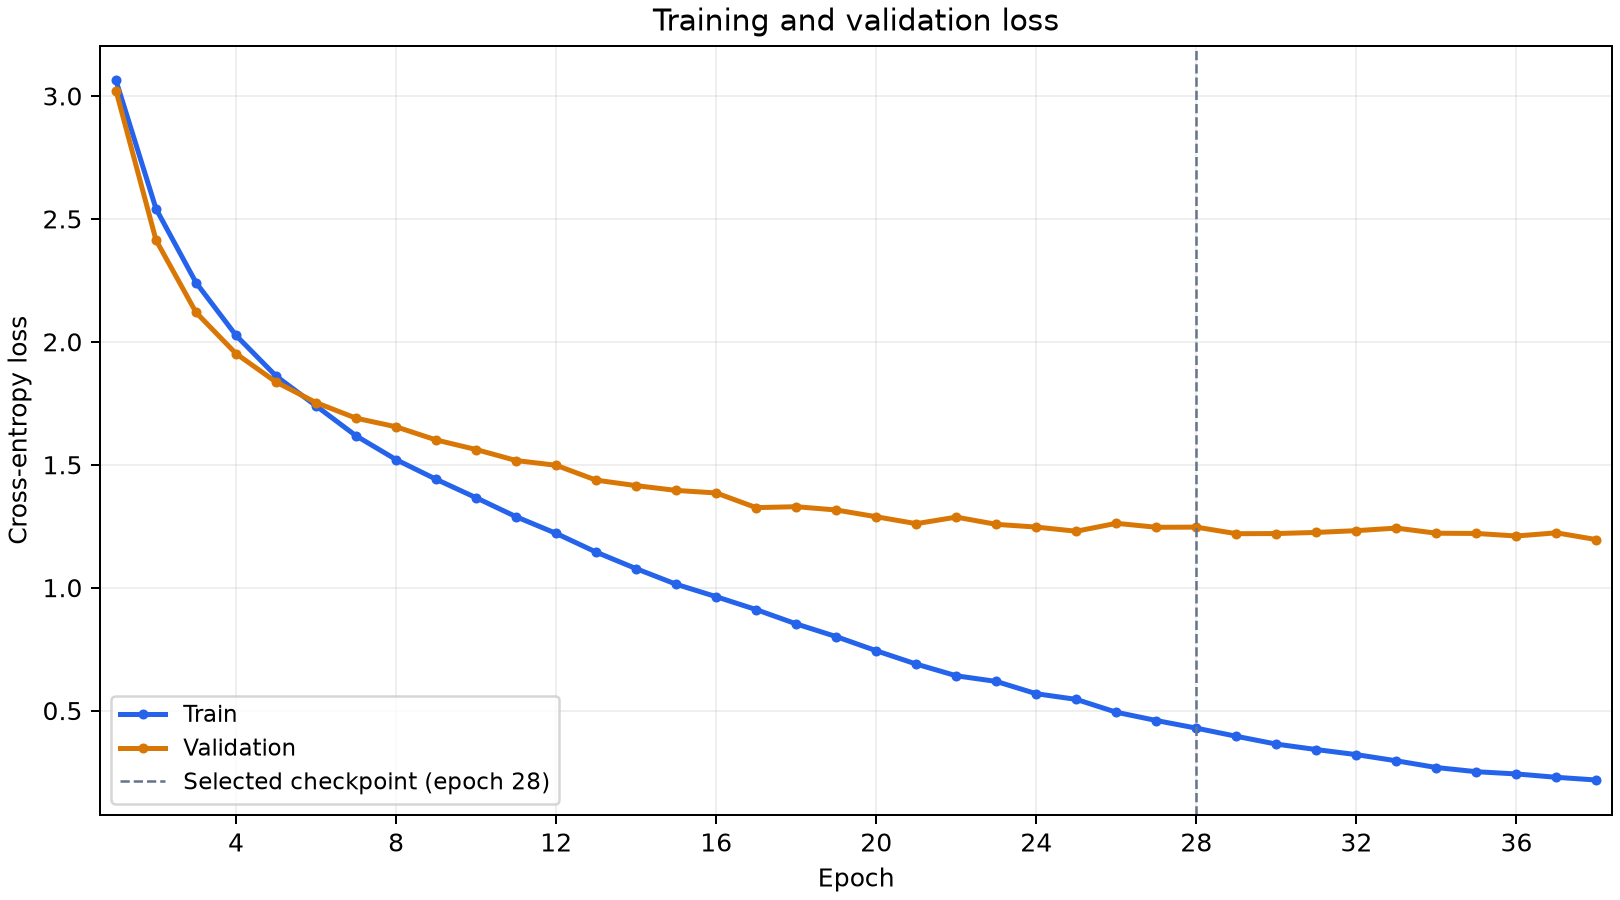 Training and validation loss
Cross-entropy loss
3.0
2.5
2.0
1.5
1.0
0.5
Train
Validation
Selected checkpoint (epoch 28)
4 8 12 16 20 24 28 32 36
Epoch